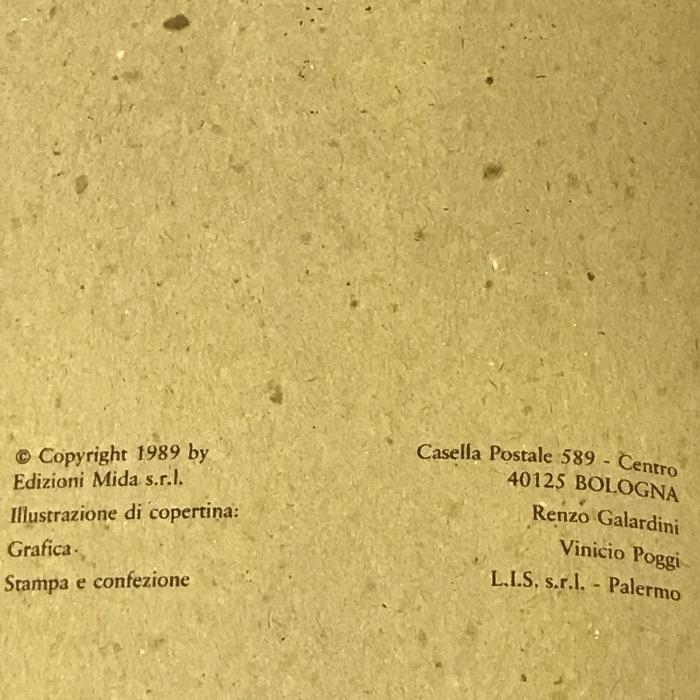 © Copyright 1989 by
Edizioni Mida s.r.l.
Casella Postale 589 - Centro
40125 BOLOGNA
Illustrazione di copertina: Renzo Galardini
Grafica Vinicio Poggi
Stampa e confezione L.I.S. s.r.l. - Palermo